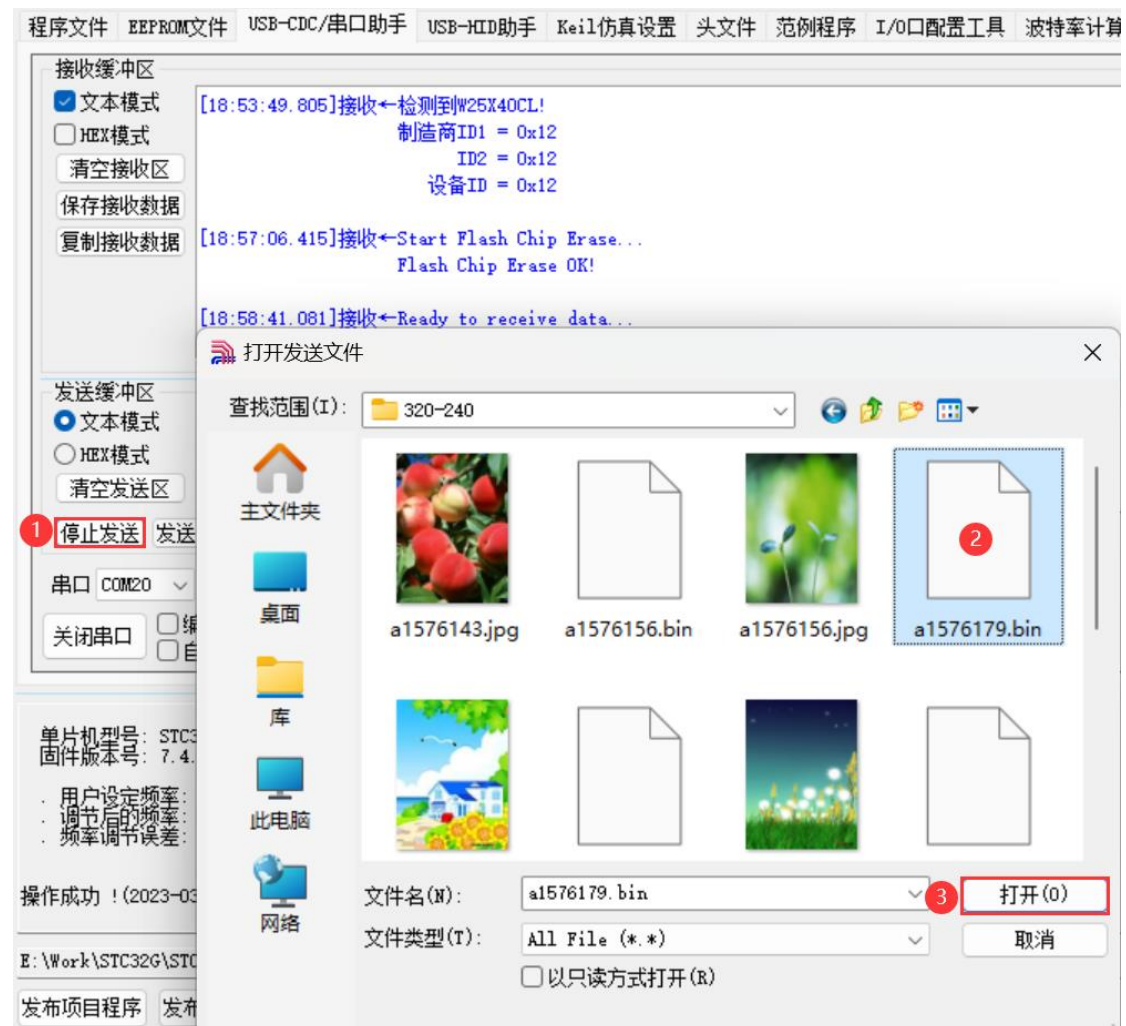 程序文件 EEPROM文件 USB-CDC/串口助手 USB-HID助手 Keil仿真设置 头文件 范例程序 I/O口配置工具 波特率计算
接收缓冲区
文本模式
HEX模式
清空接收区
保存接收数据
复制接收数据
[18:53:49.805]接收←检测到W25X40CL!
制造商ID1 = 0x12
ID2 = 0x12
设备ID = 0x12
[18:57:06.415]接收←Start Flash Chip Erase...
Flash Chip Erase OK!
[18:58:41.081]接收←Ready to receive data...
发送缓冲区
文本模式
HEX模式
清空发送区
1 停止发送 发送
串口 COM20
关闭串口
编
自
单片机型号: STC3
固件版本号: 7.4.
. 用户设定频率:
. 调节后的频率:
. 频率调节误差:
操作成功 !(2023-03
E:\Work\STC32G\STC
发布项目程序 发布
打开发送文件
查找范围(I): 320-240
主文件夹
桌面
库
此电脑
网络
2
a1576143.jpg a1576156.bin a1576156.jpg a1576179.bin
文件名(N): a1576179.bin 3 打开(O)
文件类型(T): All File (*.*) 取消
以只读方式打开(R)